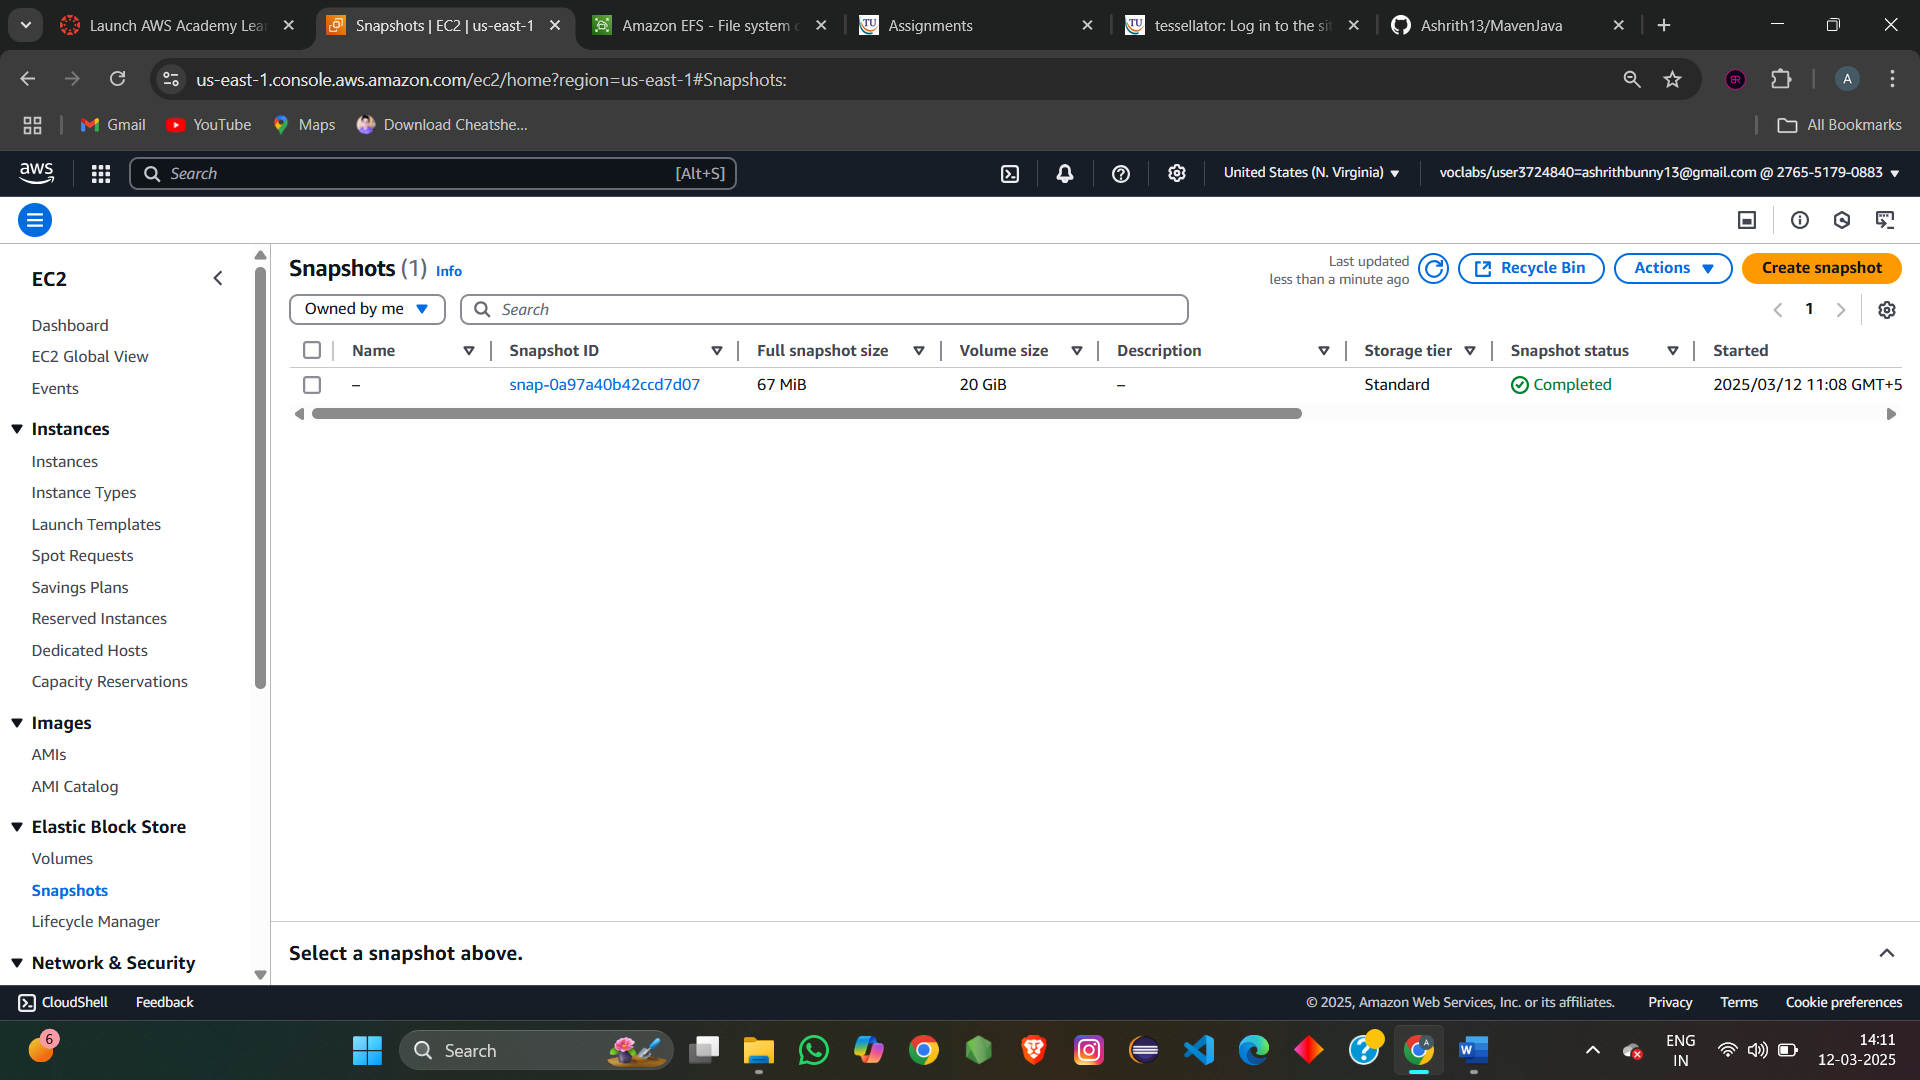 Launch AWS Academy Lea
Snapshots | EC2 | us-east-1
Amazon EFS - File system
Assignments
tessellator: Log in to the si
Ashrith13/MavenJava
us-east-1.console.aws.amazon.com/ec2/home?region=us-east-1#Snapshots:
A
Gmail
YouTube
Maps
Download Cheatshe...
All Bookmarks
aws
Search
[Alt+S]
United States (N. Virginia)
voclabs/user3724840=ashrithbunny13@gmail.com @ 2765-5179-0883
EC2
Dashboard
EC2 Global View
Events
Instances
Instances
Instance Types
Launch Templates
Spot Requests
Savings Plans
Reserved Instances
Dedicated Hosts
Capacity Reservations
Images
AMIs
AMI Catalog
Elastic Block Store
Volumes
Snapshots
Lifecycle Manager
Network & Security
Snapshots (1) Info
Last updated
less than a minute ago
Recycle Bin
Actions
Create snapshot
Owned by me
Search
1
Name Snapshot ID Full snapshot size Volume size Description Storage tier Snapshot status Started
– snap-0a97a40b42ccd7d07 67 MiB 20 GiB – Standard Completed 2025/03/12 11:08 GMT+5
Select a snapshot above.
CloudShell
Feedback
© 2025, Amazon Web Services, Inc. or its affiliates.
Privacy
Terms
Cookie preferences
6
Search
ENG
IN
14:11
12-03-2025